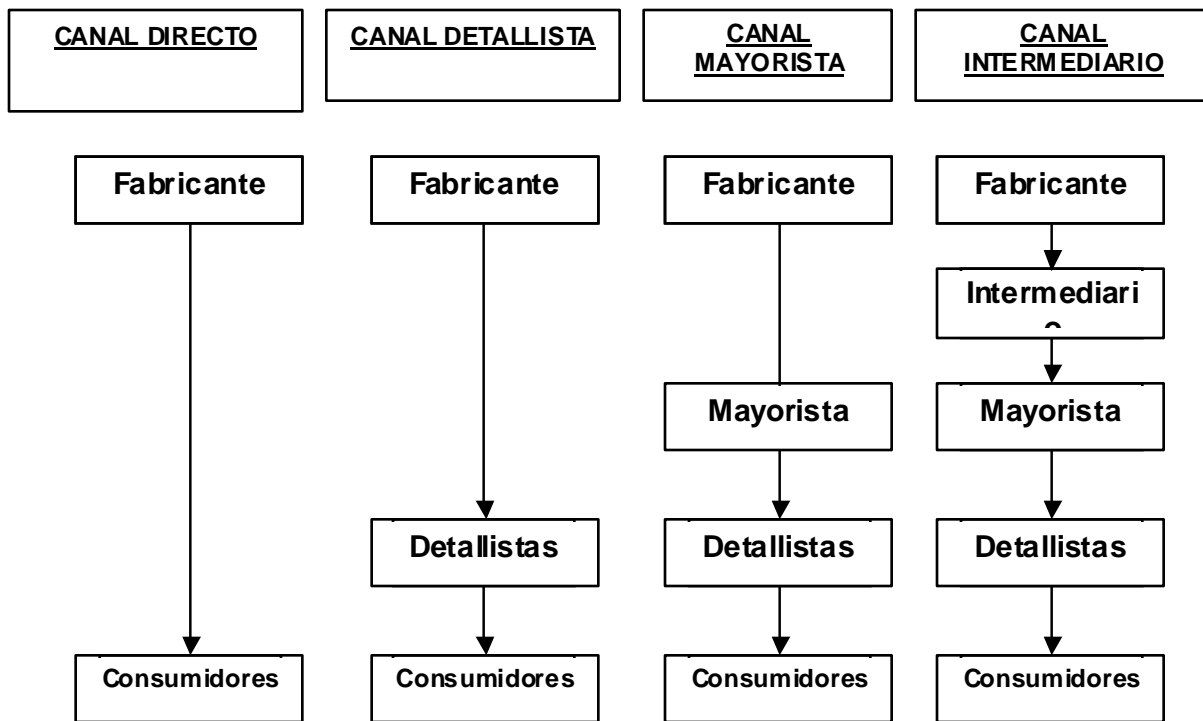 CANAL DIRECTO
CANAL DETALLISTA
CANAL
MAYORISTA
CANAL
INTERMEDIARIO
Fabricante
Fabricante
Fabricante
Fabricante
Intermediari
o
Mayorista
Mayorista
Detallistas
Detallistas
Detallistas
Consumidores
Consumidores
Consumidores
Consumidores